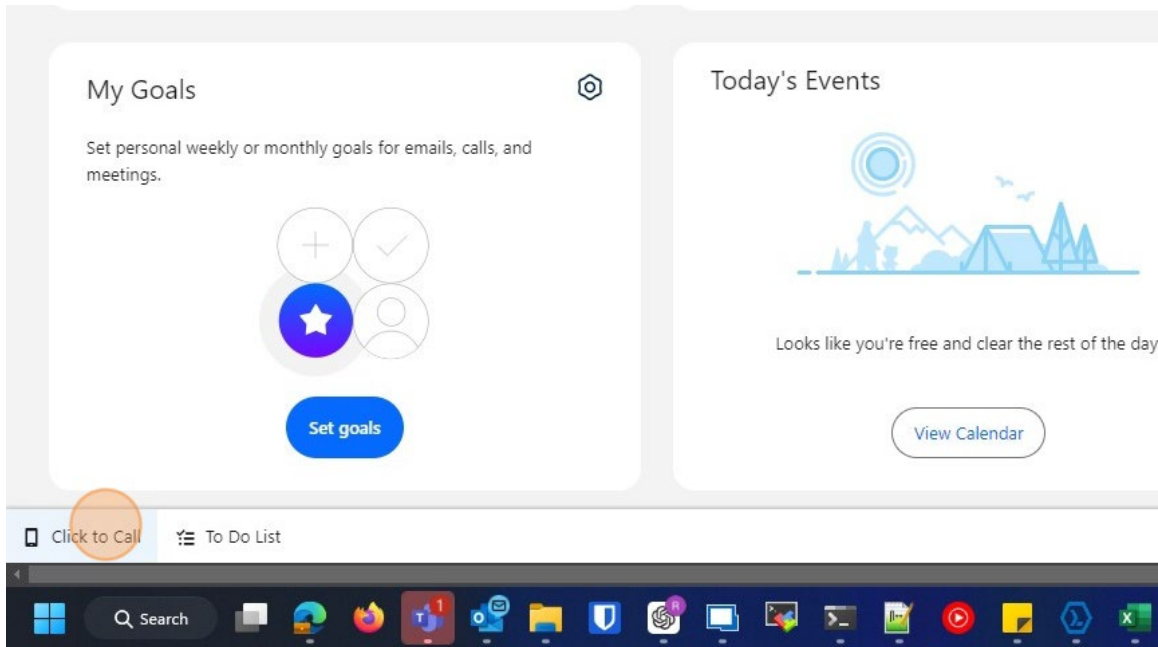 My Goals
Set personal weekly or monthly goals for emails, calls, and
meetings.
Set goals
Today's Events
Looks like you're free and clear the rest of the day
View Calendar
Click to Call
To Do List
Search
1
R